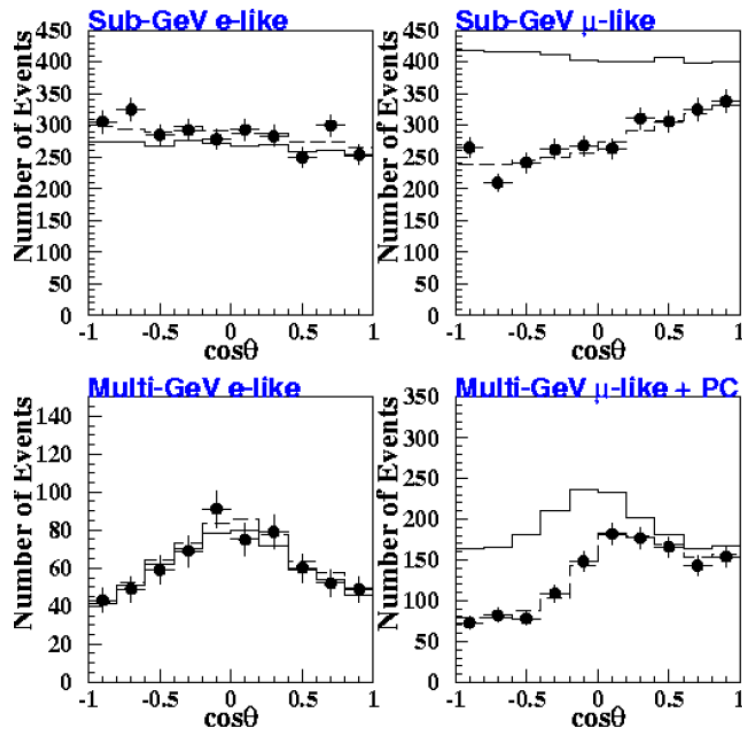 Sub-GeV e-like
Number of Events
450
400
350
300
250
200
150
100
50
0
-1 -0.5 0 0.5 1
cosθ
Sub-GeV μ-like
Number of Events
450
400
350
300
250
200
150
100
50
0
-1 -0.5 0 0.5 1
cosθ
Multi-GeV e-like
Number of Events
140
120
100
80
60
40
20
0
-1 -0.5 0 0.5 1
cosθ
Multi-GeV μ-like + PC
Number of Events
350
300
250
200
150
100
50
0
-1 -0.5 0 0.5 1
cosθ